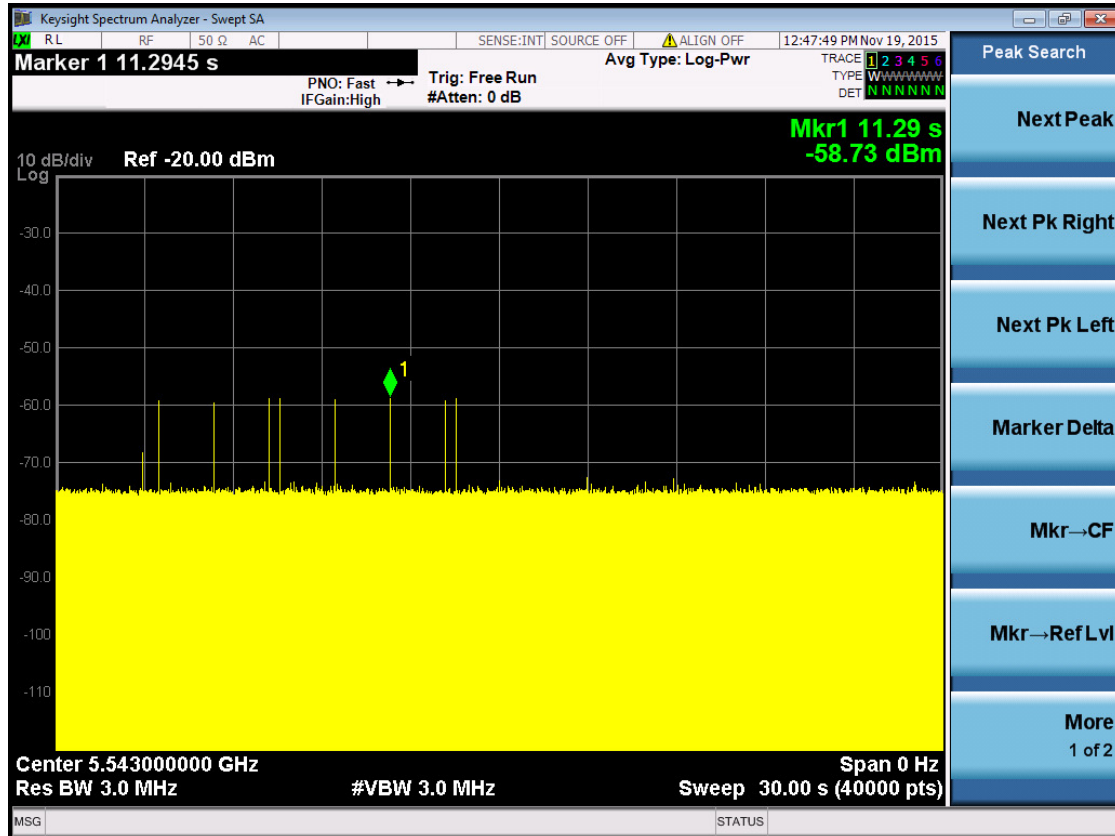 Keysight Spectrum Analyzer - Swept SA
LXI RL RF 50 Ω AC SENSE:INT SOURCE OFF ALIGN OFF 12:47:49 PM Nov 19, 2015
Marker 1 11.2945 s
PNO: Fast
IFGain:High
Trig: Free Run
#Atten: 0 dB
Avg Type: Log-Pwr
TRACE 1 2 3 4 5 6
TYPE WWWWWW
DET N N N N N N
Mkr1 11.29 s
-58.73 dBm
10 dB/div Ref -20.00 dBm
Log
-30.0
-40.0
-50.0
1
-60.0
-70.0
-80.0
-90.0
-100
-110
Center 5.543000000 GHz Span 0 Hz
Res BW 3.0 MHz #VBW 3.0 MHz Sweep 30.00 s (40000 pts)
MSG STATUS
Peak Search
Next Peak
Next Pk Right
Next Pk Left
Marker Delta
Mkr→CF
Mkr→Ref Lvl
More
1 of 2